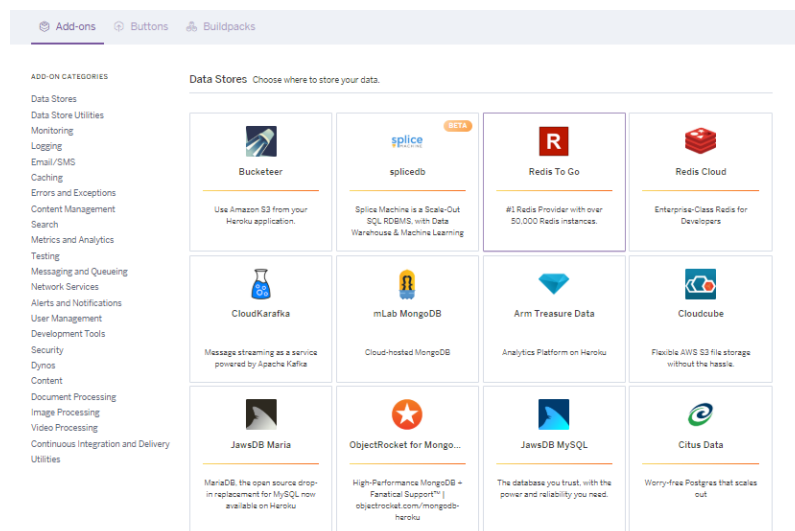 Add-ons Buttons Buildpacks
ADD-ON CATEGORIES
Data Stores
Data Store Utilities
Monitoring
Logging
Email/SMS
Caching
Errors and Exceptions
Content Management
Search
Metrics and Analytics
Testing
Messaging and Queueing
Network Services
Alerts and Notifications
User Management
Development Tools
Security
Dynos
Content
Document Processing
Image Processing
Video Processing
Continuous Integration and Delivery
Utilities
Data Stores Choose where to store your data.
Bucketeer
Use Amazon S3 from your
Heroku application.
BETA
splice
MACHINE
splicedb
Splice Machine is a Scale-Out
SQL RDBMS, with Data
Warehouse & Machine Learning
R
Redis To Go
#1 Redis Provider with over
50,000 Redis instances.
Redis Cloud
Enterprise-Class Redis for
Developers
CloudKarafka
Message streaming as a service
powered by Apache Kafka
mLab MongoDB
Cloud-hosted MongoDB
Arm Treasure Data
Analytics Platform on Heroku
Cloudcube
Flexible AWS S3 file storage
without the hassle.
JawsDB Maria
MariaDB, the open source drop-
in replacement for MySQL now
available on Heroku
ObjectRocket for Mongo...
High-Performance MongoDB +
Fanatical Support™ |
objectrocket.com/mongodb-
heroku
JawsDB MySQL
The database you trust, with the
power and reliability you need.
Citus Data
Worry-free Postgres that scales
out